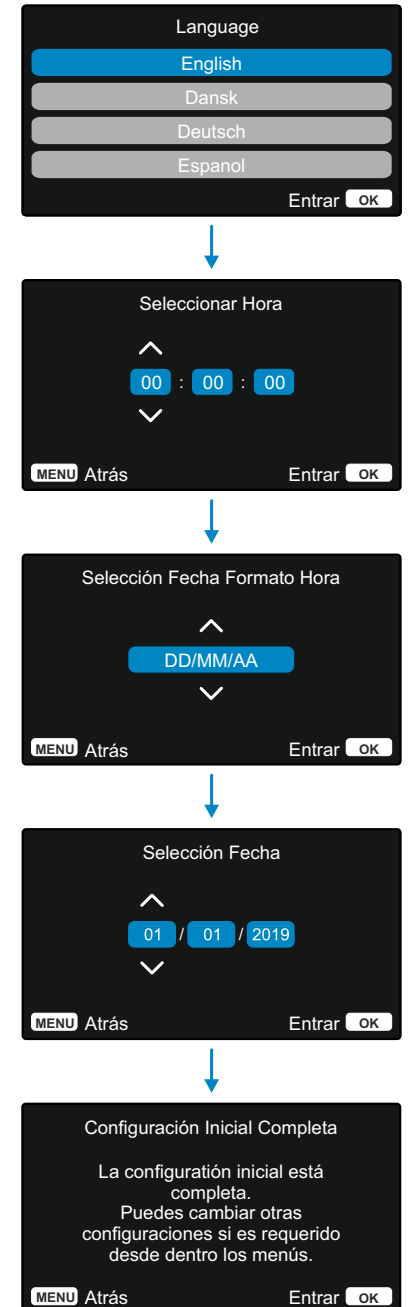 Language
English
Dansk
Deutsch
Espanol
Entrar OK
Seleccionar Hora
00 : 00 : 00
MENU Atrás Entrar OK
Selección Fecha Formato Hora
DD/MM/AA
MENU Atrás Entrar OK
Selección Fecha
01 / 01 / 2019
MENU Atrás Entrar OK
Configuración Inicial Completa
La configuratión inicial está
completa.
Puedes cambiar otras
configuraciones si es requerido
desde dentro los menús.
MENU Atrás Entrar OK